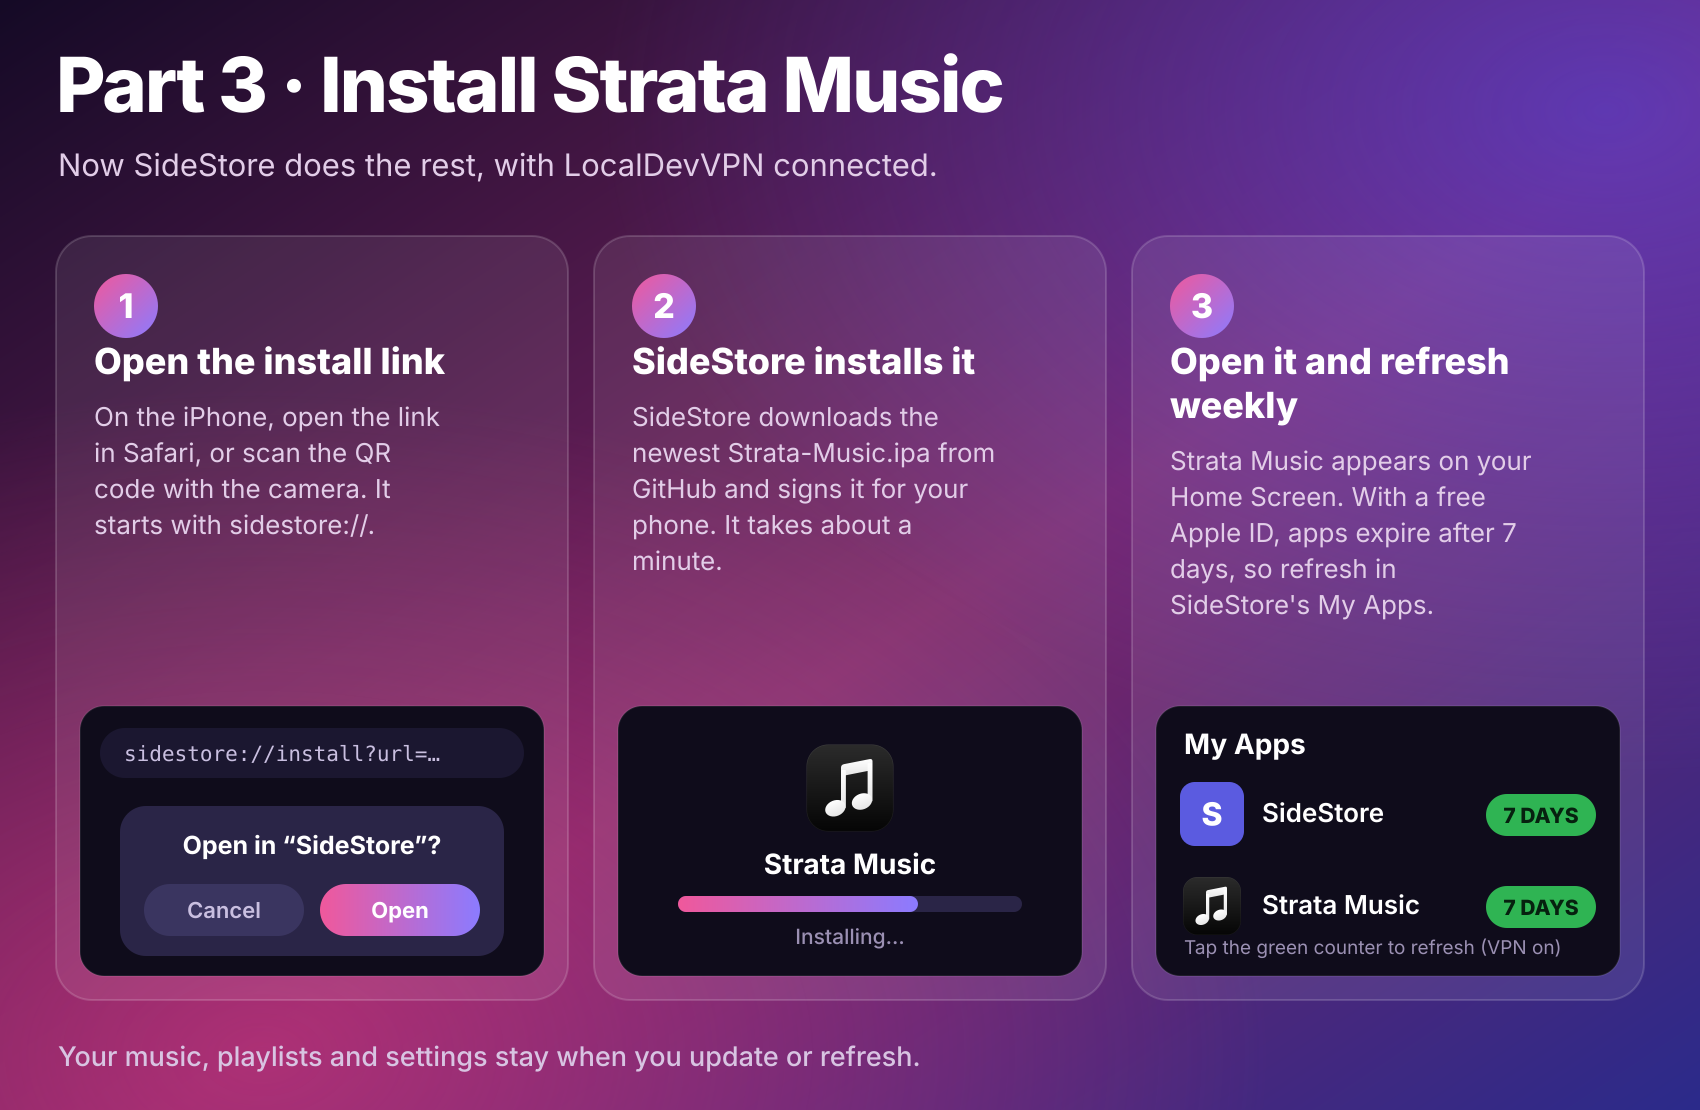 Part 3 · Install Strata Music
Now SideStore does the rest, with LocalDevVPN connected.
1
Open the install link
On the iPhone, open the link
in Safari, or scan the QR
code with the camera. It
starts with sidestore://.
sidestore://install?url=…
Open in “SideStore”?
Cancel
Open
2
SideStore installs it
SideStore downloads the
newest Strata-Music.ipa from
GitHub and signs it for your
phone. It takes about a
minute.
Strata Music
Installing…
3
Open it and refresh
weekly
Strata Music appears on your
Home Screen. With a free
Apple ID, apps expire after 7
days, so refresh in
SideStore's My Apps.
My Apps
S
SideStore
7 DAYS
Strata Music
7 DAYS
Tap the green counter to refresh (VPN on)
Your music, playlists and settings stay when you update or refresh.